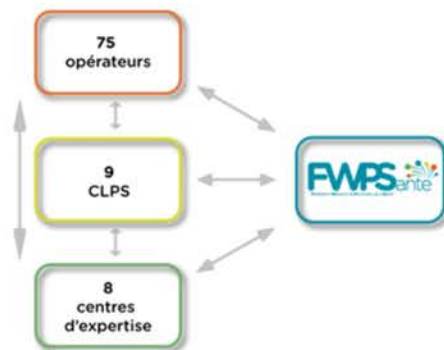 75
opérateurs
9
CLPS
FWPSanté
8
centres
d'expertise